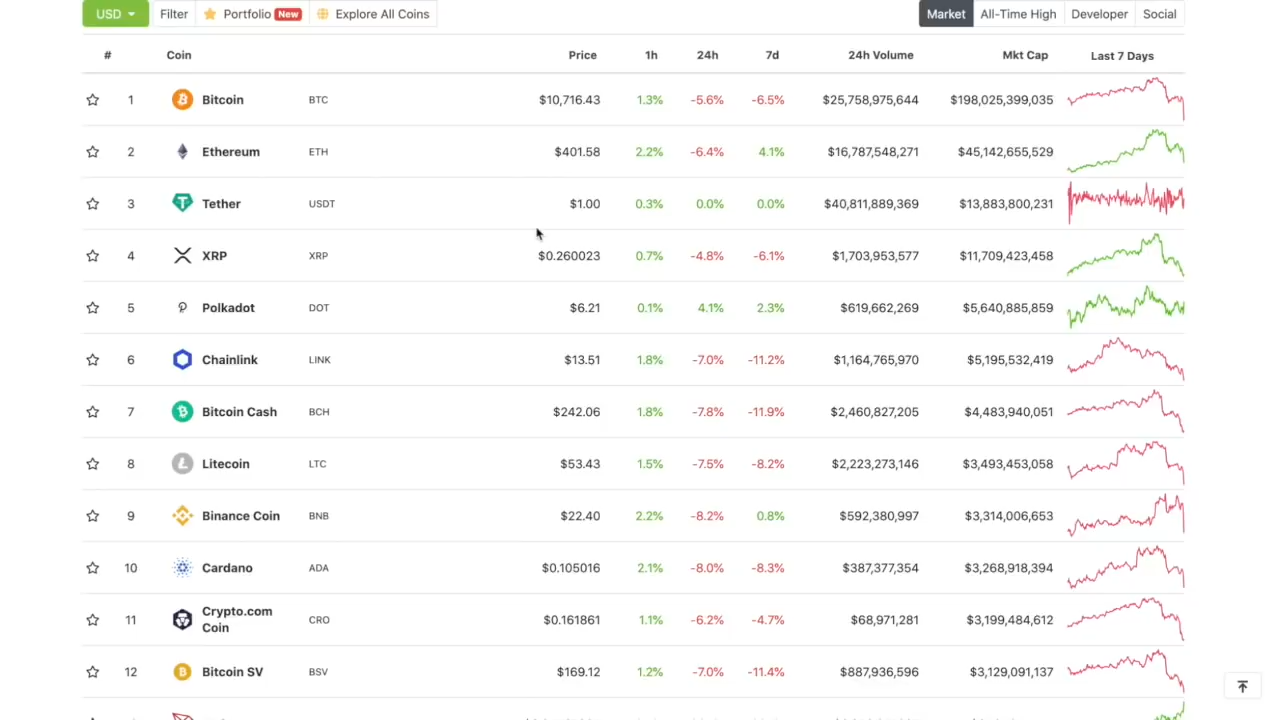 USD Filter Portfolio New Explore All Coins Market All-Time High Developer Social
# Coin Price 1h 24h 7d 24h Volume Mkt Cap Last 7 Days
1 Bitcoin BTC $10,716.43 1.3% -5.6% -6.5% $25,758,975,644 $198,025,399,035
2 Ethereum ETH $401.58 2.2% -6.4% 4.1% $16,787,548,271 $45,142,655,529
3 Tether USDT $1.00 0.3% 0.0% 0.0% $40,811,889,369 $13,883,800,231
4 XRP XRP $0.260023 0.7% -4.8% -6.1% $1,703,953,577 $11,709,423,458
5 Polkadot DOT $6.21 0.1% 4.1% 2.3% $619,662,269 $5,640,885,859
6 Chainlink LINK $13.51 1.8% -7.0% -11.2% $1,164,765,970 $5,195,532,419
7 Bitcoin Cash BCH $242.06 1.8% -7.8% -11.9% $2,460,827,205 $4,483,940,051
8 Litecoin LTC $53.43 1.5% -7.5% -8.2% $2,223,273,146 $3,493,453,058
9 Binance Coin BNB $22.40 2.2% -8.2% 0.8% $592,380,997 $3,314,006,653
10 Cardano ADA $0.105016 2.1% -8.0% -8.3% $387,377,354 $3,268,918,394
11 Crypto.com Coin CRO $0.161861 1.1% -6.2% -4.7% $68,971,281 $3,199,484,612
12 Bitcoin SV BSV $169.12 1.2% -7.0% -11.4% $887,936,596 $3,129,091,137